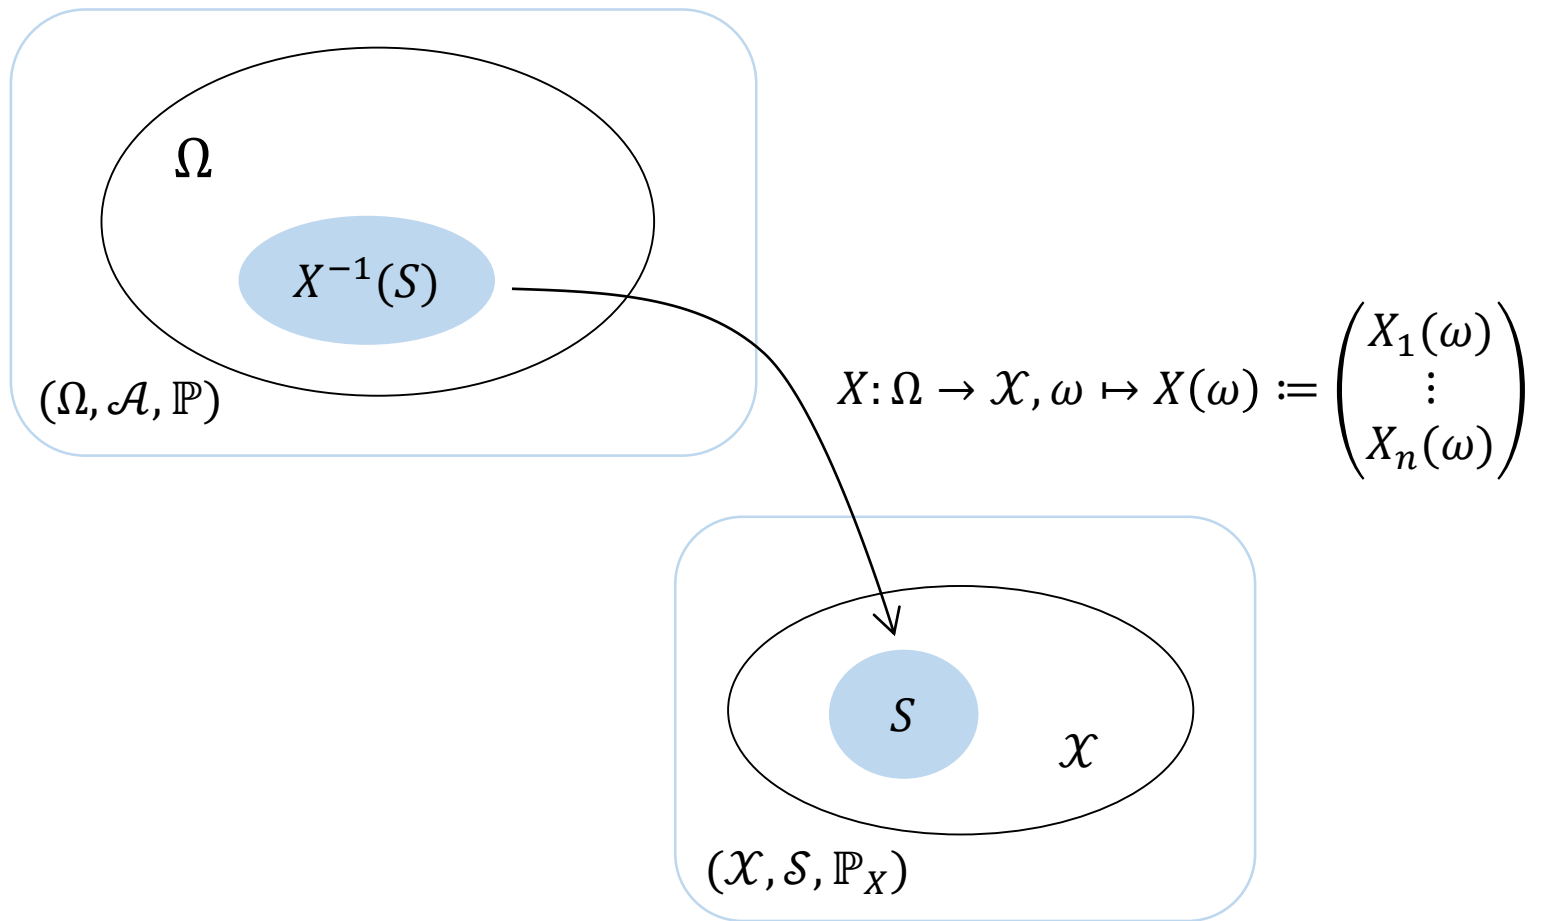 Ω
X⁻¹(S)
(Ω, 𝒜, ℙ)
X: Ω → 𝒳, ω ↦ X(ω) ≔ (X₁(ω) ⋮ Xₙ(ω))
S
𝒳
(𝒳, 𝒮, ℙ_X)